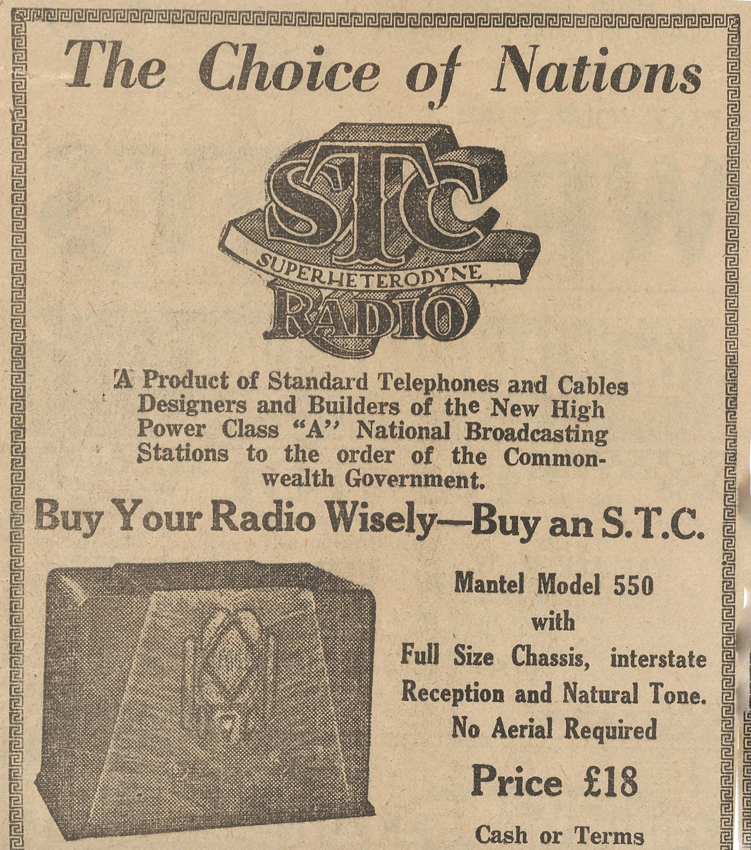 The Choice of Nations
STC
SUPERHETERODYNE
RADIO
A Product of Standard Telephones and Cables
Designers and Builders of the New High
Power Class "A" National Broadcasting
Stations to the order of the Common-
wealth Government.
Buy Your Radio Wisely—Buy an S.T.C.
Mantel Model 550
with
Full Size Chassis, interstate
Reception and Natural Tone.
No Aerial Required
Price £18
Cash or Terms